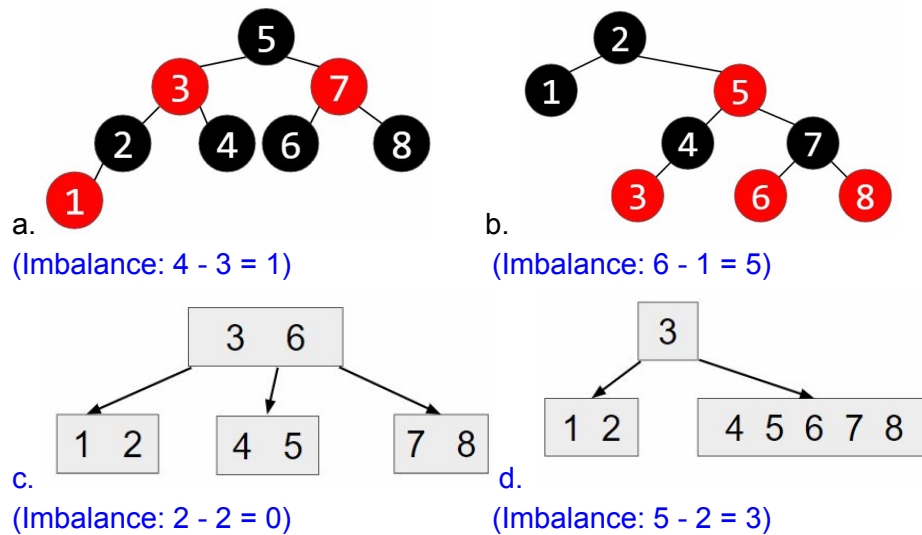 5
2
3 7
1 5
2 4 6 8
4 7
1
3 6 8
a.
b.
(Imbalance: 4 - 3 = 1)
(Imbalance: 6 - 1 = 5)
3 6
3
1 2 4 5 7 8
1 2 4 5 6 7 8
c.
d.
(Imbalance: 2 - 2 = 0)
(Imbalance: 5 - 2 = 3)